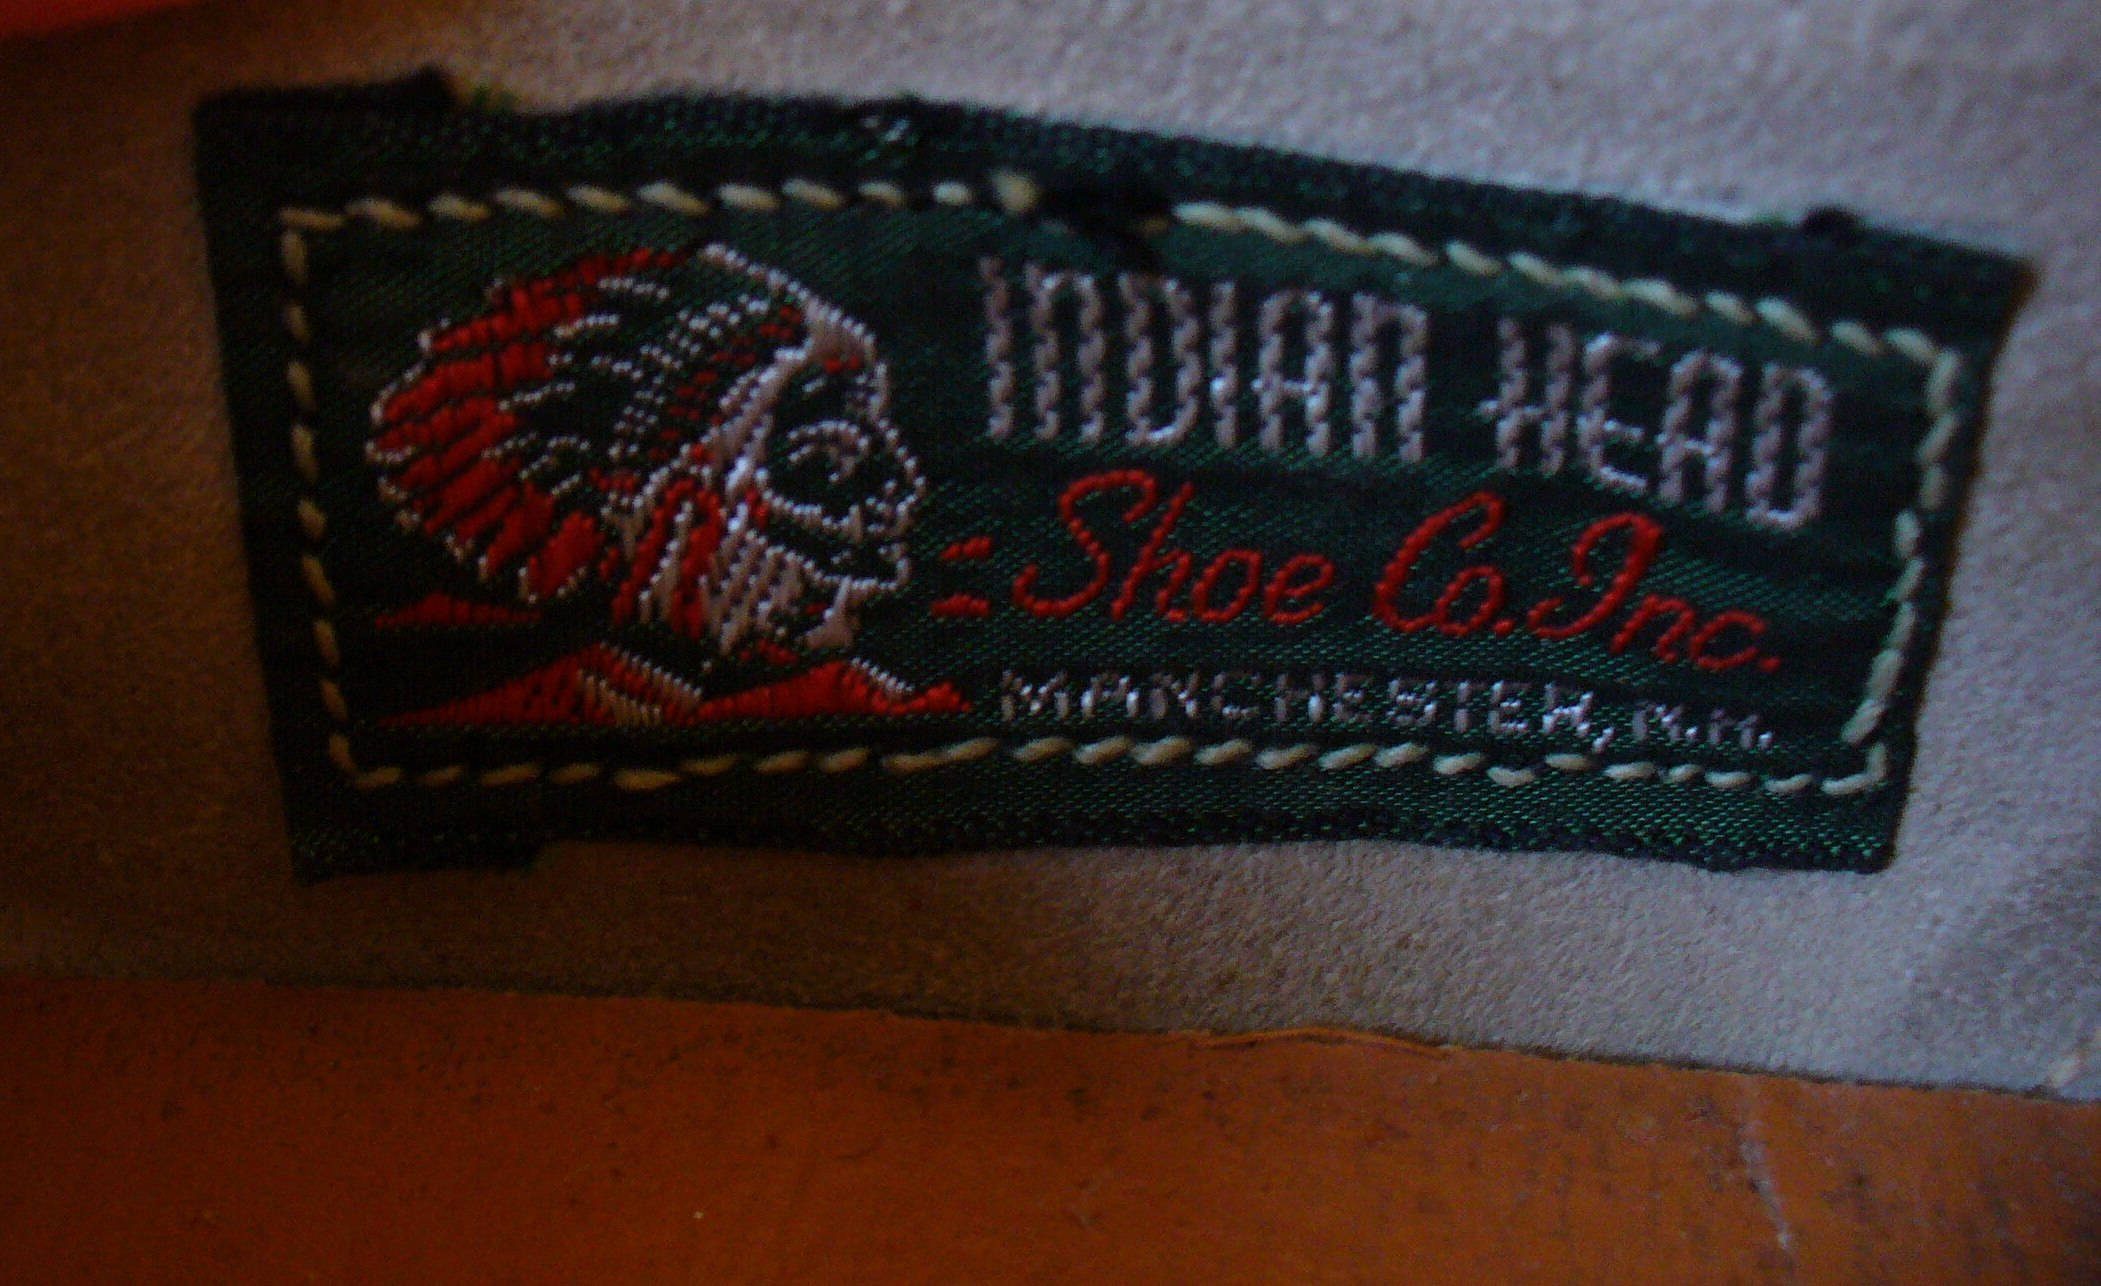 INDIAN HEAD
Shoe Co. Inc.
MANCHESTER, N.H.